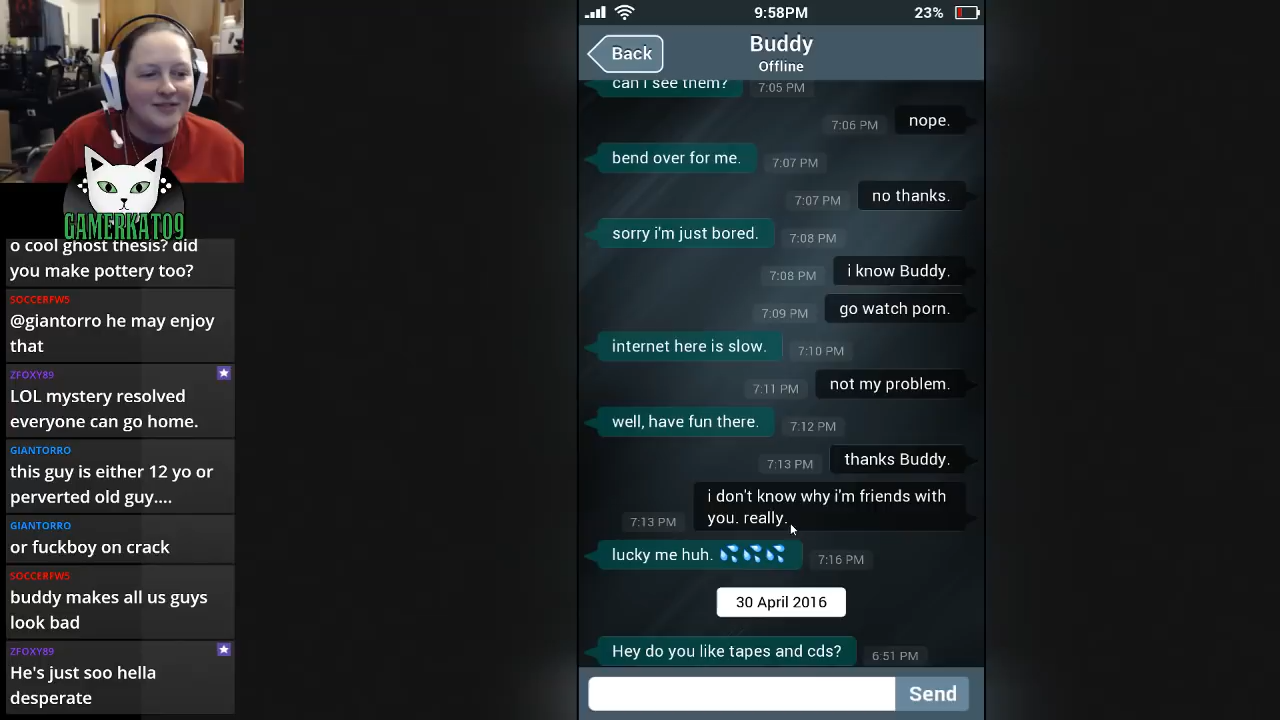 9:58PM
23%
Back
Buddy
Offline
can i see them?
7:05 PM
nope.
7:06 PM
bend over for me.
7:07 PM
no thanks.
7:07 PM
sorry i'm just bored.
7:08 PM
i know Buddy.
7:08 PM
go watch porn.
7:09 PM
internet here is slow.
7:10 PM
not my problem.
7:11 PM
well, have fun there.
7:12 PM
thanks Buddy.
7:13 PM
i don't know why i'm friends with
you. really.
7:13 PM
lucky me huh. 💦💦💦
7:16 PM
30 April 2016
Hey do you like tapes and cds?
6:51 PM
Send
GAMERKAT09
o cool ghost thesis? did
you make pottery too?
SOCCERFW5
@giantorro he may enjoy
that
ZFOXY89
LOL mystery resolved
everyone can go home.
GIANTORRO
this guy is either 12 yo or
perverted old guy....
GIANTORRO
or fuckboy on crack
SOCCERFW5
buddy makes all us guys
look bad
ZFOXY89
He's just soo hella
desperate